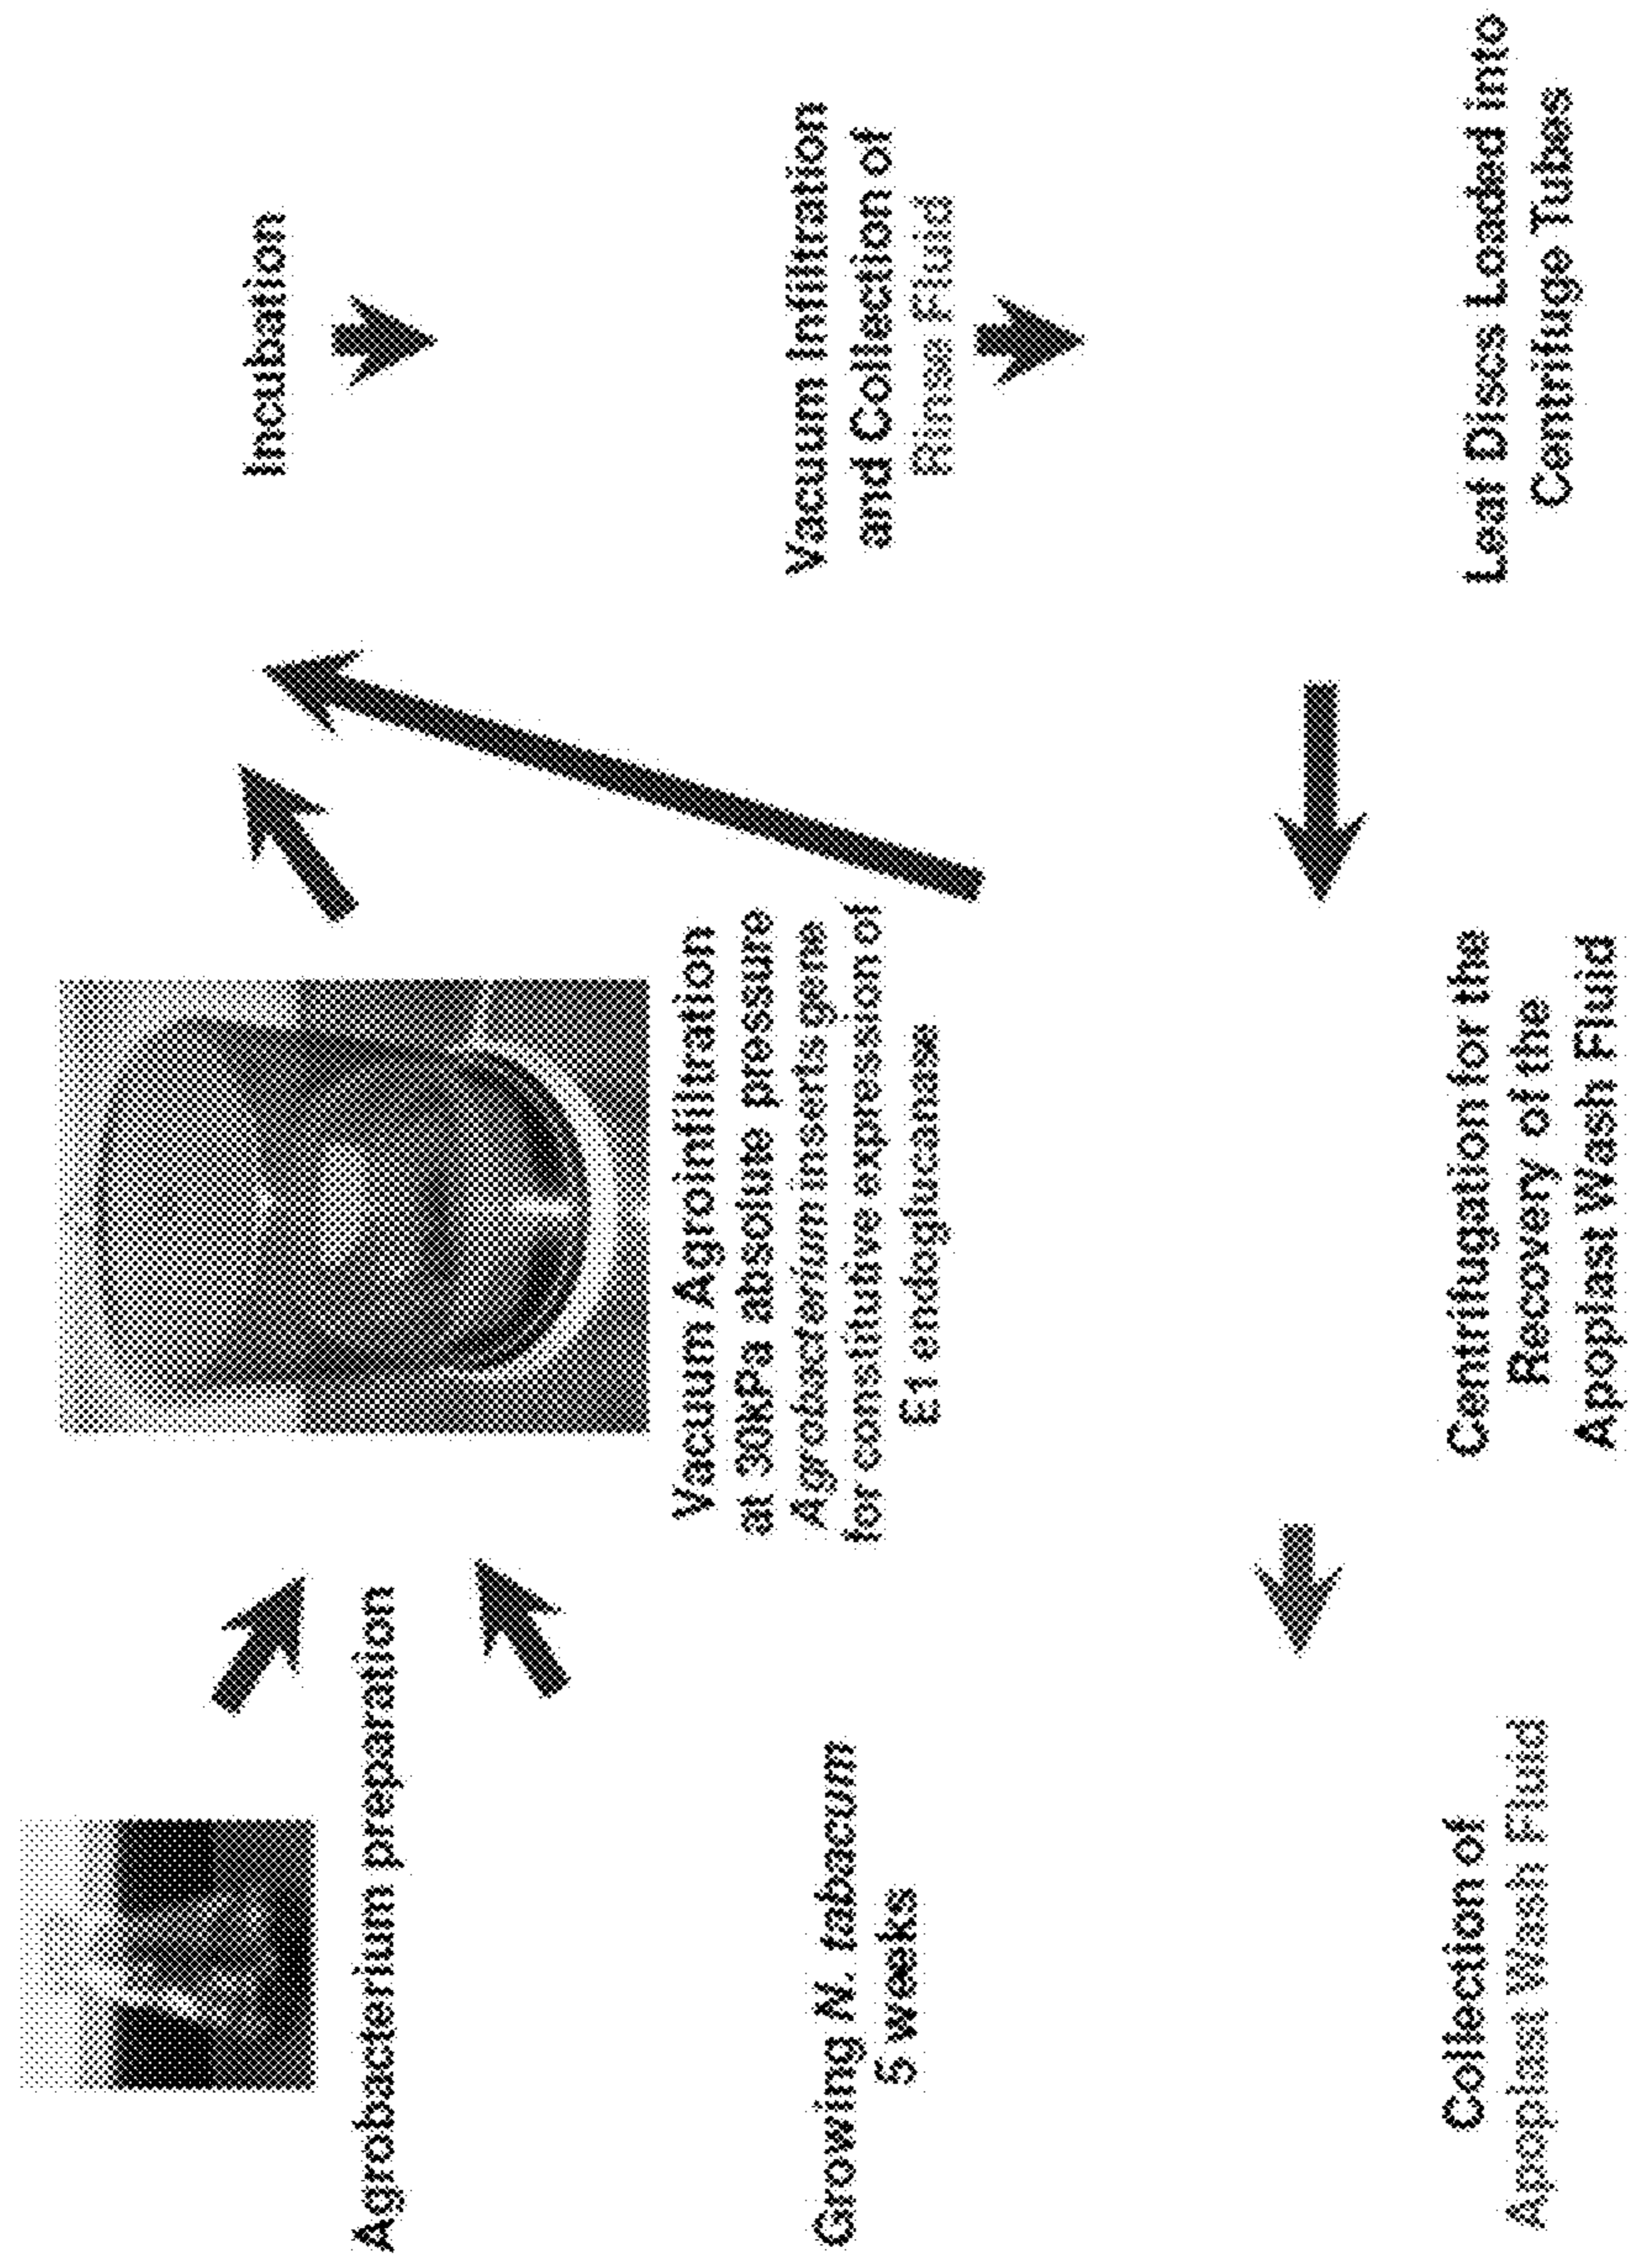 Agrobacterium preparation
Growing N. tabacum
5 weeks
Vacuum Agroinfiltration
at 30kPa absolute pressure
Agrobacterium inserts gene
for constitutive expression of
E1 endoglucanase
Incubation
Vacuum Infiltration
and Collection of
Rinse Fluid
Leaf Discs Loaded into
Centrifuge Tubes
Centrifugation for the
Recovery of the
Apoplast Wash Fluid
Collection of
Apoplast Wash Fluid